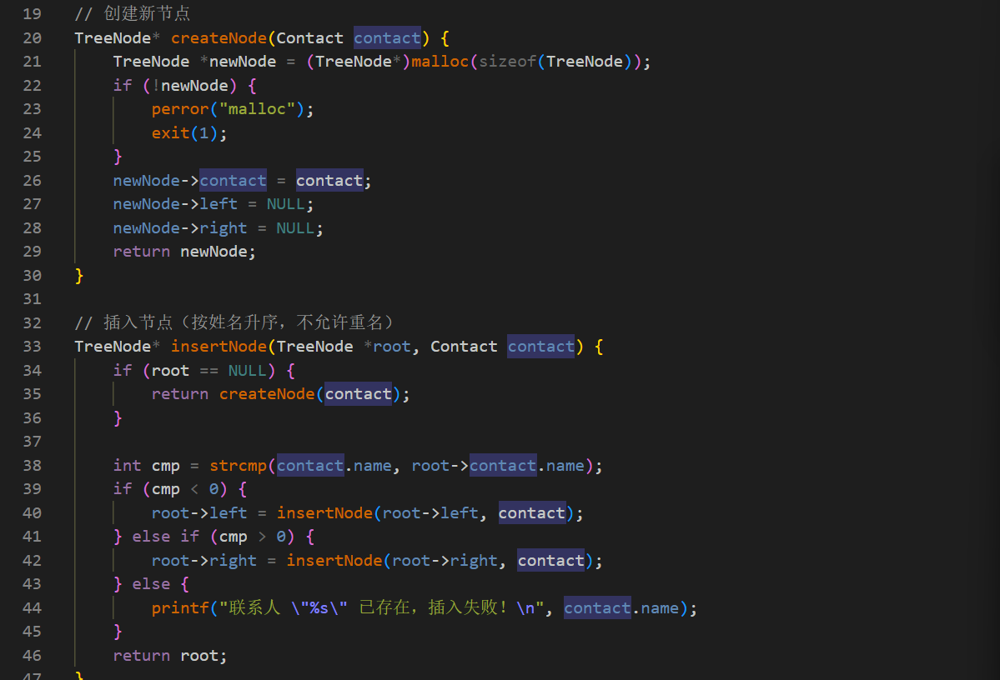 19 // 创建新节点
20 TreeNode* createNode(Contact contact) {
21     TreeNode *newNode = (TreeNode*)malloc(sizeof(TreeNode));
22     if (!newNode) {
23         perror("malloc");
24         exit(1);
25     }
26     newNode->contact = contact;
27     newNode->left = NULL;
28     newNode->right = NULL;
29     return newNode;
30 }
31
32 // 插入节点（按姓名升序，不允许重名）
33 TreeNode* insertNode(TreeNode *root, Contact contact) {
34     if (root == NULL) {
35         return createNode(contact);
36     }
37
38     int cmp = strcmp(contact.name, root->contact.name);
39     if (cmp < 0) {
40         root->left = insertNode(root->left, contact);
41     } else if (cmp > 0) {
42         root->right = insertNode(root->right, contact);
43     } else {
44         printf("联系人 \"%s\" 已存在，插入失败！\n", contact.name);
45     }
46     return root;
47 }